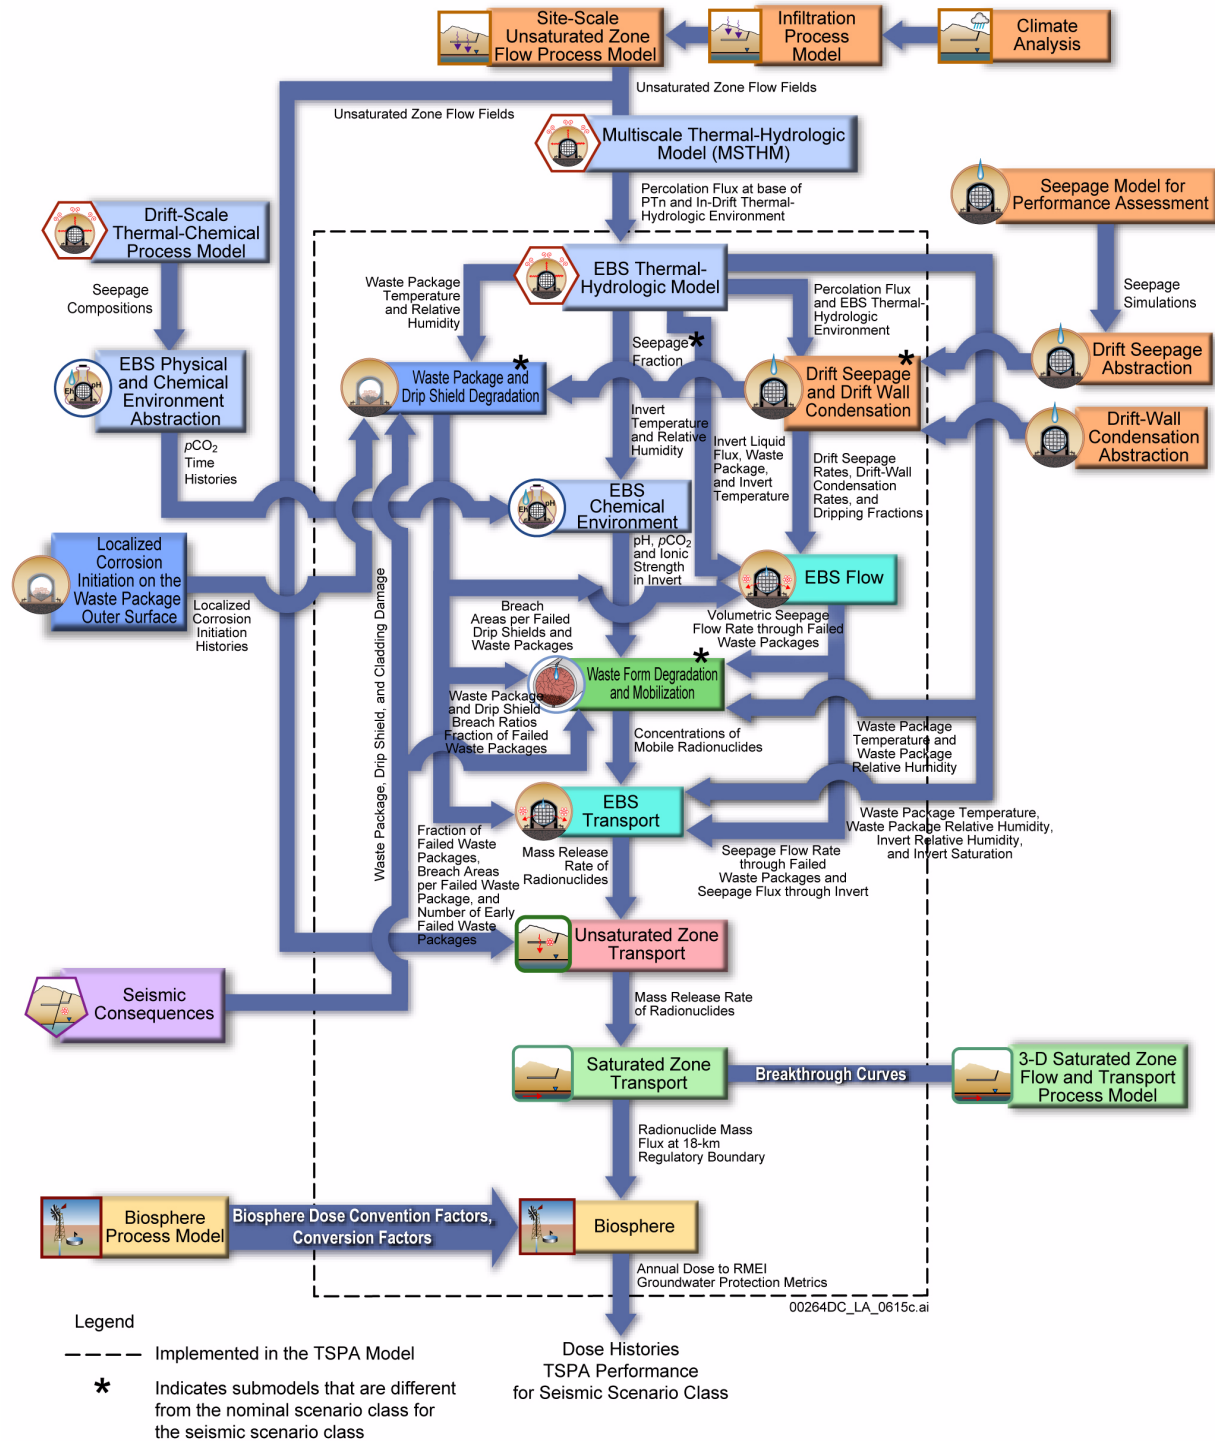 Site-Scale
Unsaturated Zone
Flow Process Model
Infiltration
Process
Model
Climate
Analysis
Unsaturated Zone Flow Fields
Unsaturated Zone Flow Fields
Multiscale Thermal-Hydrologic
Model (MSTHM)
Percolation Flux at base of
PTn and In-Drift Thermal-
Hydrologic Environment
Seepage Model for
Performance Assessment
Drift-Scale
Thermal-Chemical
Process Model
EBS Thermal-
Hydrologic Model
Seepage
Compositions
Waste Package
Temperature
and Relative
Humidity
Percolation Flux
and EBS Thermal-
Hydrologic
Environment
Seepage
Simulations
Seepage *
Fraction
EBS Physical
and Chemical
Environment
Abstraction
*
Waste Package and
Drip Shield Degradation
*
Drift Seepage
and Drift Wall
Condensation
Drift Seepage
Abstraction
Drift-Wall
Condensation
Abstraction
pCO2
Time
Histories
Invert
Temperature
and Relative
Humidity
Invert Liquid
Flux, Waste
Package,
and Invert
Temperature
Drift Seepage
Rates, Drift-Wall
Condensation
Rates, and
Dripping Fractions
Eh
pH
Eh
pH
EBS
Chemical
Environment
pH, pCO2
and Ionic
Strength
in Invert
Localized
Corrosion
Initiation on the
Waste Package
Outer Surface
Localized
Corrosion
Initiation
Histories
EBS Flow
Breach
Areas per Failed
Drip Shields and
Waste Packages
Volumetric Seepage
Flow Rate through Failed
Waste Packages
Waste Package, Drip Shield, and Cladding Damage
*
Waste Form Degradation
and Mobilization
Waste Package
and Drip Shield
Breach Ratios
Fraction of Failed
Waste Packages
Concentrations of
Mobile Radionuclides
Waste Package
Temperature and
Waste Package
Relative Humidity
EBS
Transport
Waste Package Temperature,
Waste Package Relative Humidity,
Invert Relative Humidity,
and Invert Saturation
Fraction of
Failed Waste
Packages,
Breach Areas
per Failed Waste
Package, and
Number of Early
Failed Waste
Packages
Mass Release
Rate of
Radionuclides
Seepage Flow Rate
through Failed
Waste Packages and
Seepage Flux through Invert
Unsaturated Zone
Transport
Seismic
Consequences
Mass Release Rate
of Radionuclides
Saturated Zone
Transport
Breakthrough Curves
3-D Saturated Zone
Flow and Transport
Process Model
Radionuclide Mass
Flux at 18-km
Regulatory Boundary
Biosphere
Process Model
Biosphere Dose Convention Factors,
Conversion Factors
Biosphere
Annual Dose to RMEI
Groundwater Protection Metrics
00264DC_LA_0615c.ai
Legend
Implemented in the TSPA Model
* Indicates submodels that are different
from the nominal scenario class for
the seismic scenario class
Dose Histories
TSPA Performance
for Seismic Scenario Class